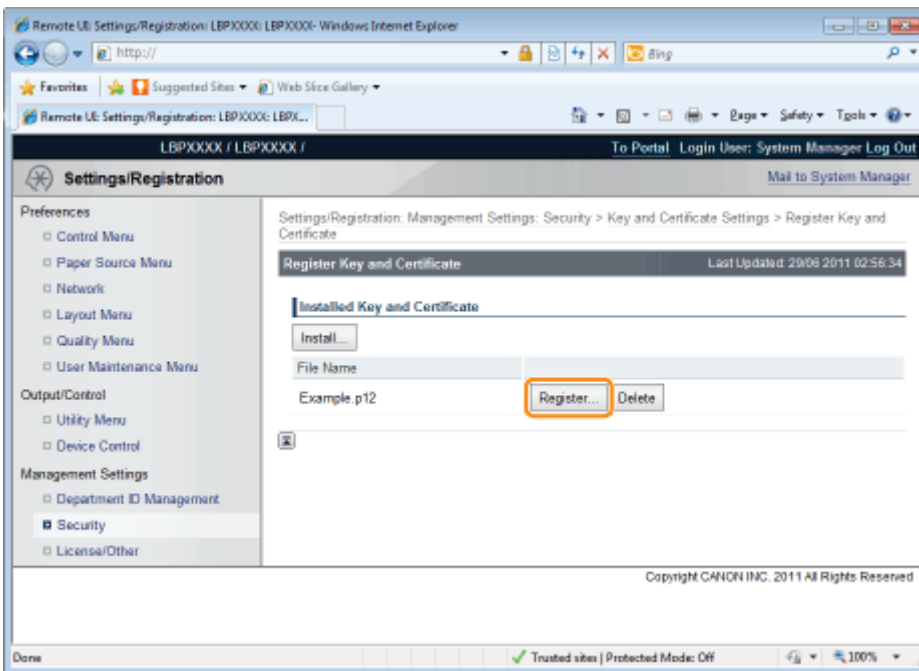 Remote UI: Settings/Registration: LBPXXXX: LBPXXXX- Windows Internet Explorer
http://
Bing
Favorites Suggested Sites Web Slice Gallery
Remote UI: Settings/Registration: LBPXXXX: LBPX...
Page Safety Tools
LBPXXXX / LBPXXXX /
To Portal Login User: System Manager Log Out
Settings/Registration
Mail to System Manager
Preferences
Control Menu
Paper Source Menu
Network
Layout Menu
Quality Menu
User Maintenance Menu
Output/Control
Utility Menu
Device Control
Management Settings
Department ID Management
Security
License/Other
Settings/Registration: Management Settings: Security > Key and Certificate Settings > Register Key and
Certificate
Register Key and Certificate
Last Updated: 29/06 2011 02:56:34
Installed Key and Certificate
Install...
File Name
Example.p12
Register...
Delete
Copyright CANON INC. 2011 All Rights Reserved
Done
Trusted sites | Protected Mode: Off
100%